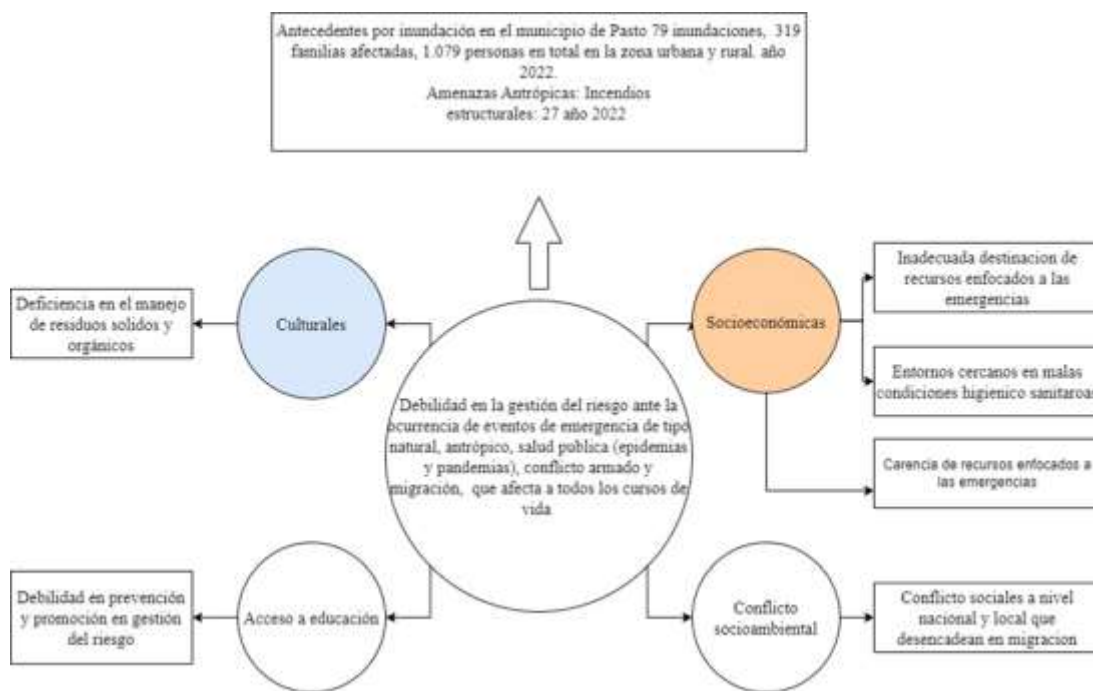 Antecedentes por inundación en el municipio de Pasto 79 inundaciones, 319
familias afectadas, 1.079 personas en total en la zona urbana y rural. año
2022.
Amenazas Antrópicas: Incendios
estructurales: 27 año 2022
Culturales
Deficiencia en el manejo
de residuos solidos y
orgánicos
Socioeconómicas
Inadecuada destinacion de
recursos enfocados a las
emergencias
Entornos cercanos en malas
condiciones higienico sanitaroas
Carencia de recursos enfocados a
las emergencias
Debilidad en la gestión del riesgo ante la
ocurrencia de eventos de emergencia de tipo
natural, antrópico, salud publica (epidemias
y pandemias), conflicto armado y
migración, que afecta a todos los cursos de
vida
Debilidad en prevención
y promoción en gestión
del riesgo
Acceso a educación
Conflicto
socioambiental
Conflicto sociales a nivel
nacional y local que
desencadean en migracion